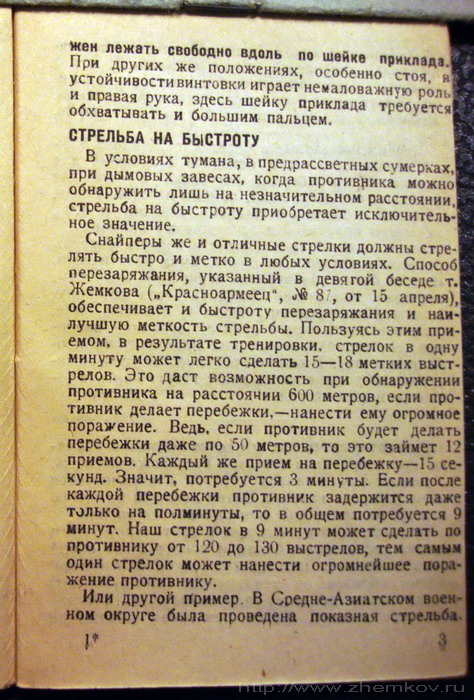 жен лежать свободно вдоль по шейке приклада.
При других же положениях, особенно стоя, в
устойчивости винтовки играет немаловажную роль
и правая рука, здесь шейку приклада требуется
обхватывать и большим пальцем.
СТРЕЛЬБА НА БЫСТРОТУ
В условиях тумана, в предрассветных сумерках,
при дымовых завесах, когда противника можно
обнаружить лишь на незначительном расстоянии,
стрельба на быстроту приобретает исключитель-
ное значение.
Снайперы же и отличные стрелки должны стре-
лять быстро и метко в любых условиях. Способ
перезаряжания, указанный в девятой беседе т.
Жемкова („Красноармеец", № 87, от 15 апреля),
обеспечивает и быстроту перезаряжания и наи-
лучшую меткость стрельбы. Пользуясь этим при-
емом, в результате тренировки. стрелок в одну
минуту может легко сделать 15—18 метких выст-
релов. Это даст возможность при обнаружении
противника на расстоянии 600 метров, если про-
тивник делает перебежки,—нанести ему огромное
поражение. Ведь, если противник будет делать
перебежки даже по 50 метров, то это займет 12
приемов. Каждый же прием на перебежку—15 се-
кунд. Значит, потребуется 3 минуты. Если после
каждой перебежки противник задержится даже
только на полминуты, то в общем потребуется 9
минут. Наш стрелок в 9 минут может сделать по
противнику от 120 до 130 выстрелов, тем самым
один стрелок может нанести огромнейшее пора-
жение противнику.
Или другой пример. В Средне-Азиатском воен-
ном округе была проведена показная стрельба.
1* 3
http://www.zhemkov.ru